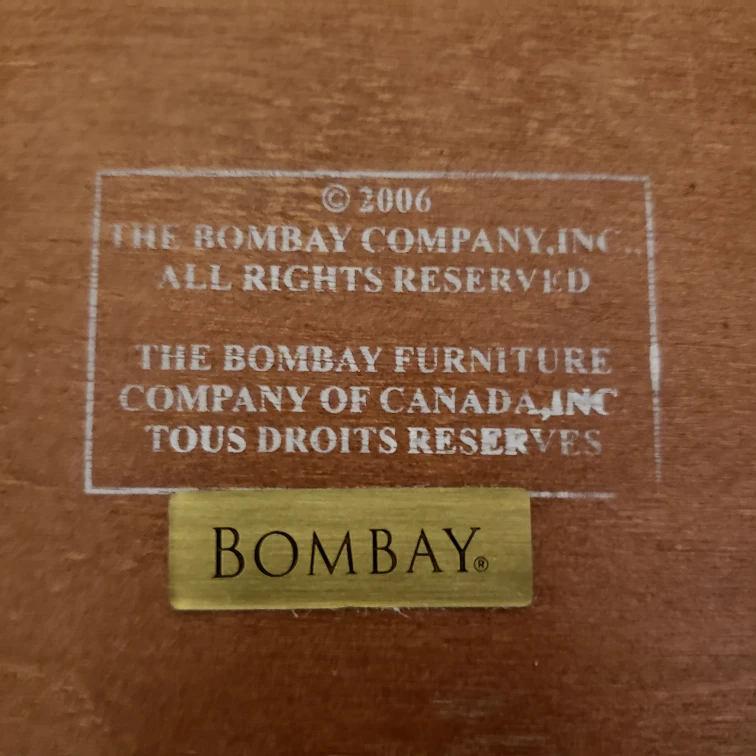 © 2006
THE BOMBAY COMPANY,INC.,
ALL RIGHTS RESERVED
THE BOMBAY FURNITURE
COMPANY OF CANADA,INC
TOUS DROITS RESERVES
BOMBAY®